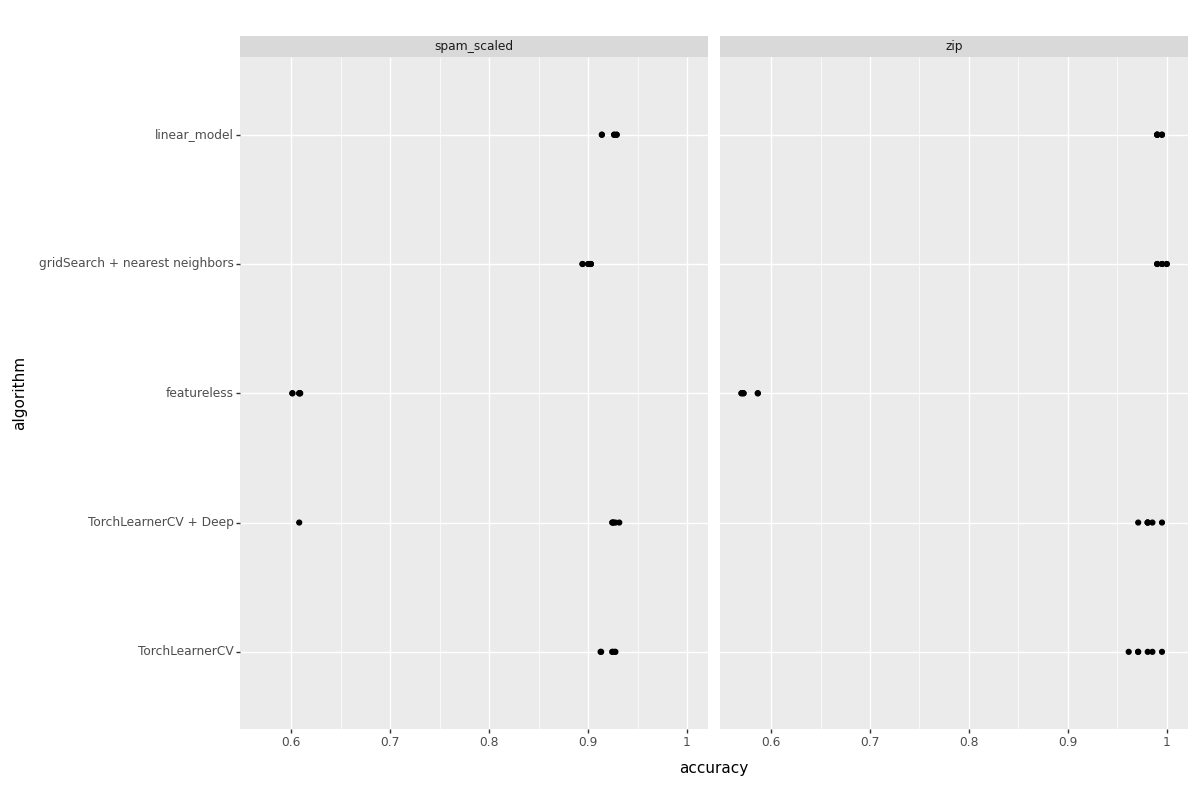 spam_scaled
zip
linear_model
gridSearch + nearest neighbors
featureless
TorchLearnerCV + Deep
TorchLearnerCV
algorithm
0.6 0.7 0.8 0.9 1
0.6 0.7 0.8 0.9 1
accuracy